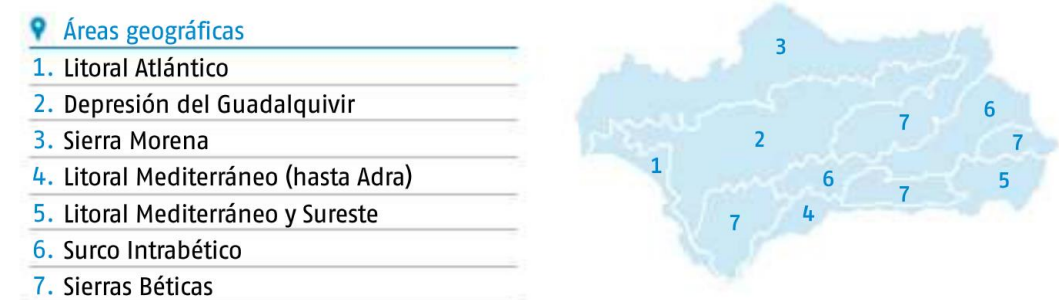 Áreas geográficas
1. Litoral Atlántico
2. Depresión del Guadalquivir
3. Sierra Morena
4. Litoral Mediterráneo (hasta Adra)
5. Litoral Mediterráneo y Sureste
6. Surco Intrabético
7. Sierras Béticas
3
6
7
2
7
1
6
5
7
4
7